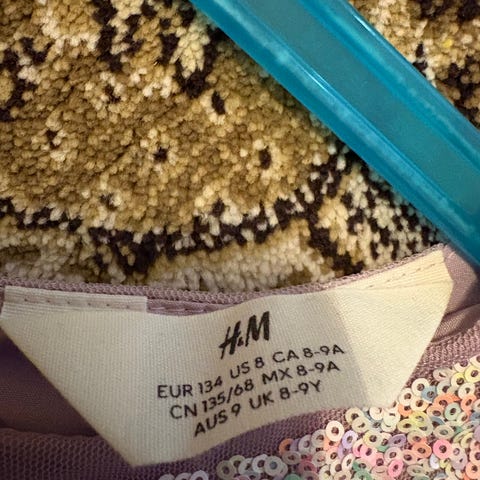 H&M
EUR 134 US 8 CA 8-9A
CN 135/68 MX 8-9A
AUS 9 UK 8-9Y